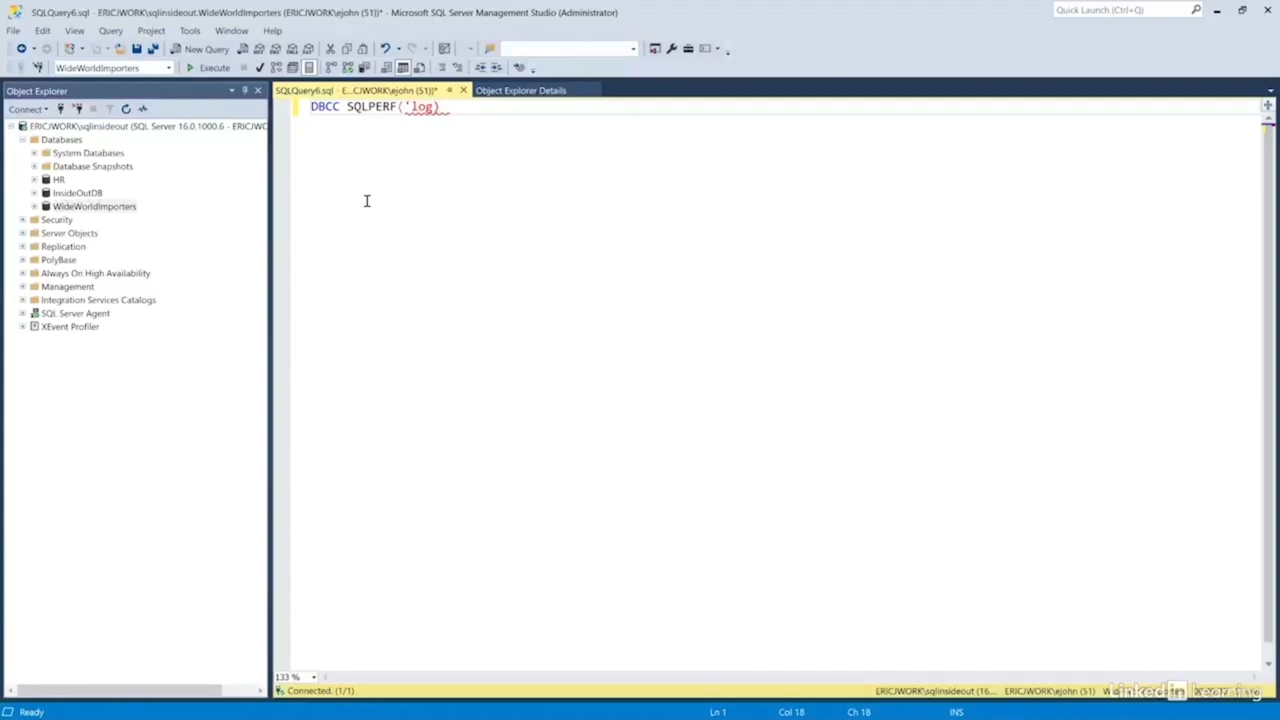 SQLQuery6.sql - ERICJWORK\sqlinsideout.WideWorldImporters (ERICJWORK\ejohn (51))* - Microsoft SQL Server Management Studio (Administrator)
Quick Launch (Ctrl+Q)
File Edit View Query Project Tools Window Help
New Query
WideWorldImporters Execute
Object Explorer
SQLQuery6.sql - E...CJWORK\ejohn (51))*
Object Explorer Details
Connect
DBCC SQLPERF('log)
ERICJWORK\sqlinsideout (SQL Server 16.0.1000.6 - ERICJWC
Databases
System Databases
Database Snapshots
HR
InsideOutDB
WideWorldImporters
Security
Server Objects
Replication
PolyBase
Always On High Availability
Management
Integration Services Catalogs
SQL Server Agent
XEvent Profiler
133 %
Connected. (1/1)
ERICJWORK\sqlinsideout (16...
ERICJWORK\ejohn (51)
Linked in Learning
Ready
Ln 1
Col 18
Ch 18
INS